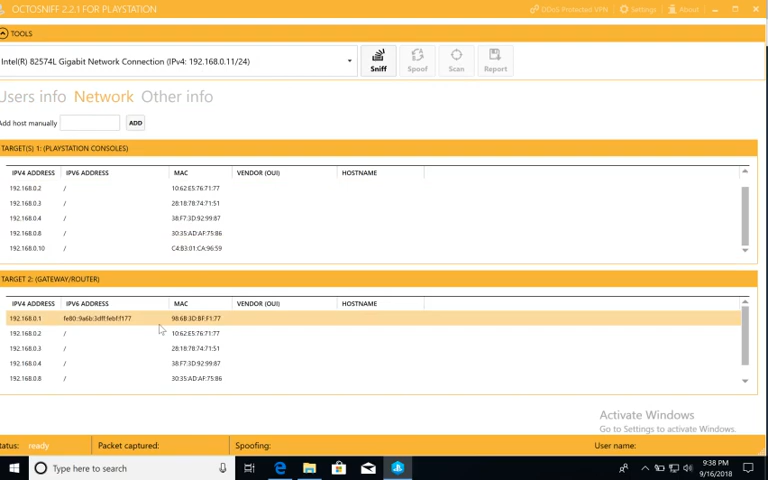 OCTOSNIFF 2.2.1 FOR PLAYSTATION
DDoS Protected VPN Settings About
TOOLS
Intel(R) 82574L Gigabit Network Connection (IPv4: 192.168.0.11/24)
Sniff Spoof Scan Report
Users info Network Other info
Add host manually ADD
TARGET(S) 1: (PLAYSTATION CONSOLES)
IPV4 ADDRESS IPV6 ADDRESS MAC VENDOR (OUI) HOSTNAME
192.168.0.2 / 10:62:E5:76:71:77
192.168.0.3 / 28:18:78:74:71:51
192.168.0.4 / 38:F7:3D:92:99:87
192.168.0.8 / 30:35:AD:AF:75:86
192.168.0.10 / C4:B3:01:CA:96:59
TARGET 2: (GATEWAY/ROUTER)
IPV4 ADDRESS IPV6 ADDRESS MAC VENDOR (OUI) HOSTNAME
192.168.0.1 fe80::9a6b:3dff:febf:f177 98:6B:3D:BF:F1:77
192.168.0.2 / 10:62:E5:76:71:77
192.168.0.3 / 28:18:78:74:71:51
192.168.0.4 / 38:F7:3D:92:99:87
192.168.0.8 / 30:35:AD:AF:75:86
Activate Windows
Go to Settings to activate Windows.
tatus: ready Packet captured: Spoofing: User name:
Type here to search
9:38 PM
9/16/2018